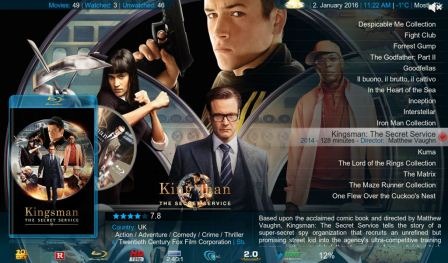 Movies: 49 | Watched: 3 | Unwatched: 46
2. January 2016 | 11:22 AM | -1°C | Most
Despicable Me Collection
Fight Club
Forrest Gump
The Godfather, Part II
Goodfellas
Il buono, il brutto, il cattivo
In the Heart of the Sea
Inception
Interstellar
Iron Man Collection
Kingsman: The Secret Service
2014 - 128 minutes - Director: Matthew Vaughn
Kuma
The Lord of the Rings Collection
The Matrix
The Maze Runner Collection
One Flew Over the Cuckoo's Nest
Kingsman
THE SECRET SERVICE
Kingsman
THE SECRET SERVICE
7.8
Country: UK
Action / Adventure / Comedy / Crime / Thriller
Twentieth Century Fox Film Corporation | St
Based upon the acclaimed comic book and directed by Matthew
Vaughn, Kingsman: The Secret Service tells the story of a
super-secret spy organization that recruits an unrefined but
promising street kid into the agency's ultra-competitive training
R
2.40:1
2.0
12%